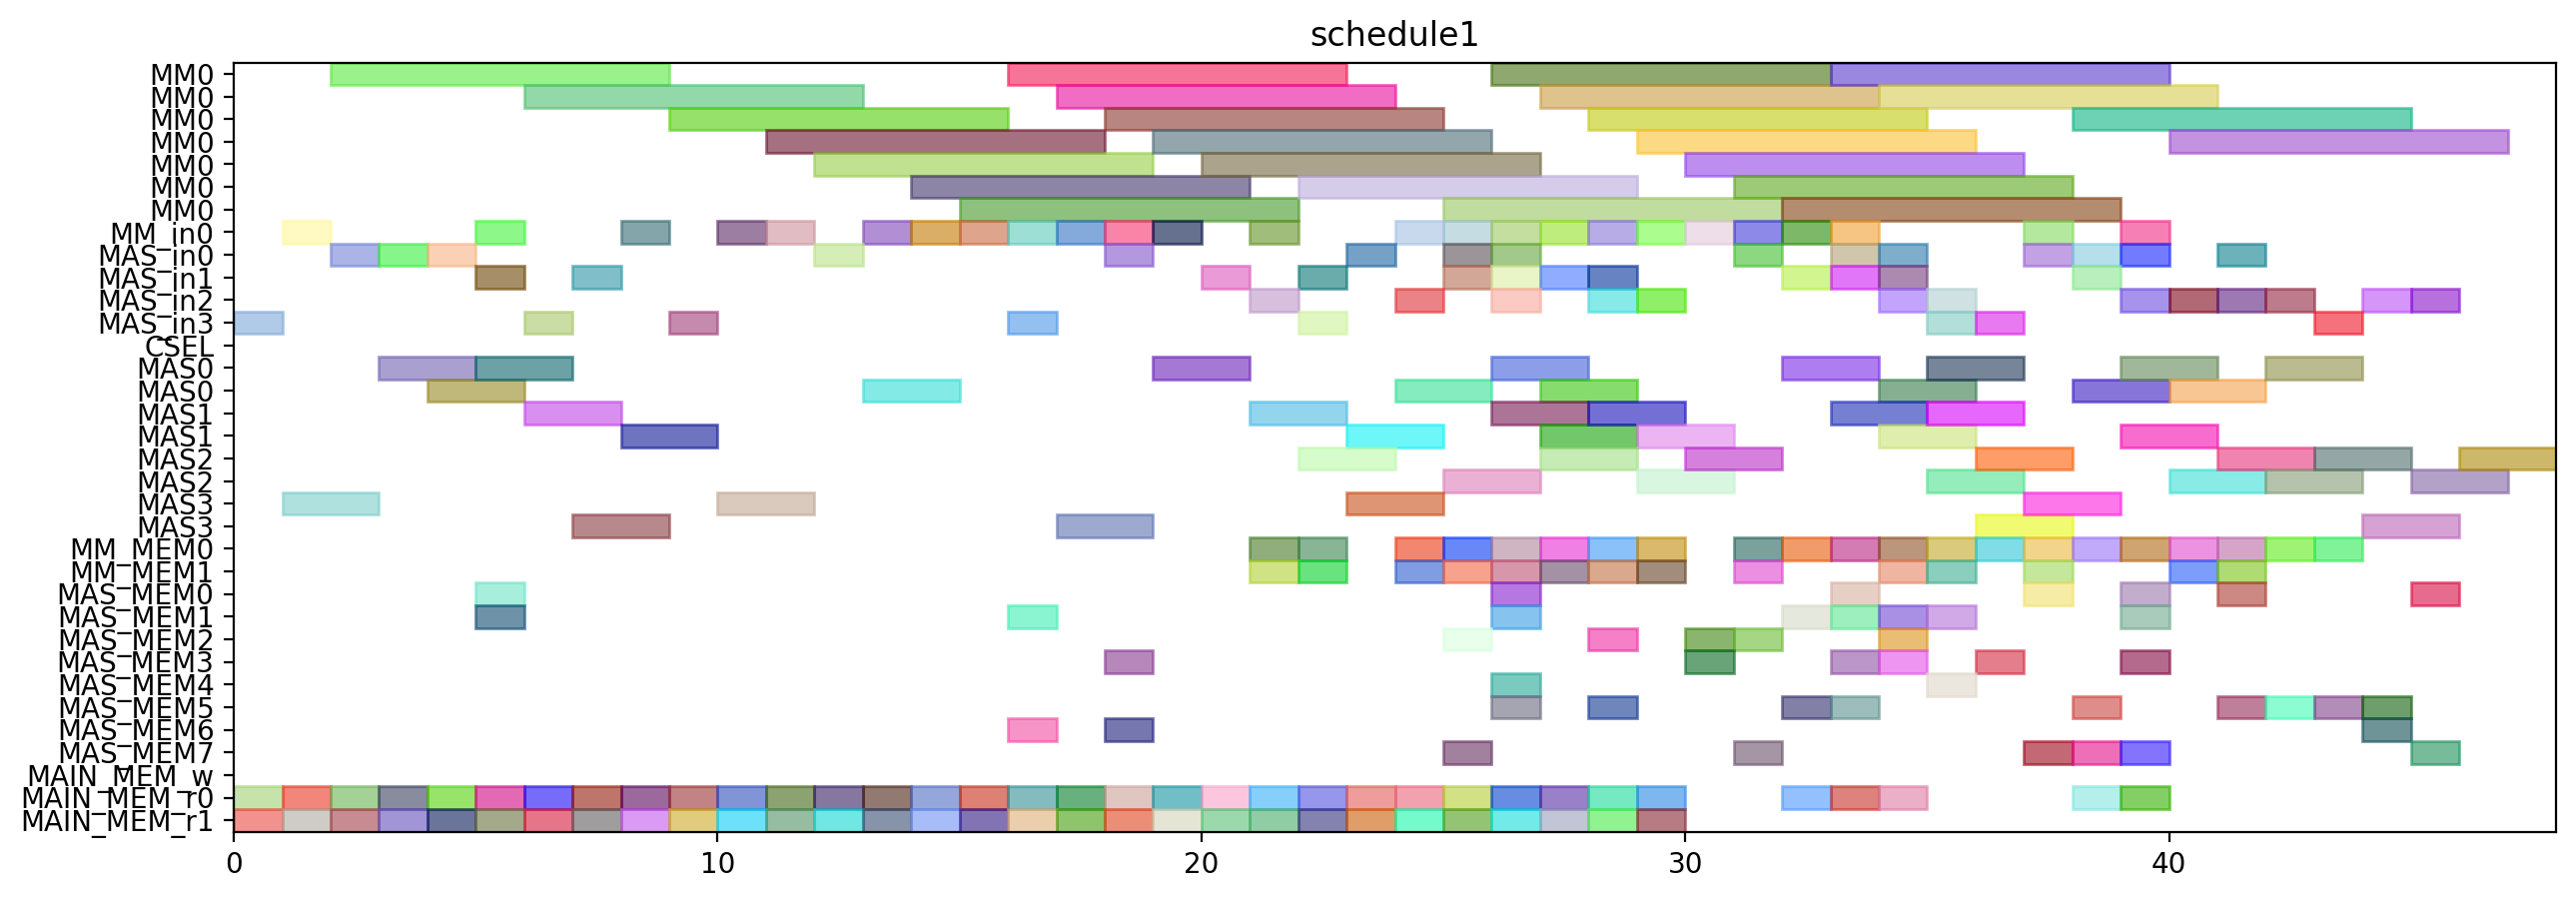 schedule1
MM0
MM0
MM0
MM0
MM0
MM0
MM0
MM_in0
MAS_in0
MAS_in1
MAS_in2
MAS_in3
CSEL
MAS0
MAS0
MAS1
MAS1
MAS2
MAS2
MAS3
MAS3
MM_MEM0
MM_MEM1
MAS_MEM0
MAS_MEM1
MAS_MEM2
MAS_MEM3
MAS_MEM4
MAS_MEM5
MAS_MEM6
MAS_MEM7
MAIN_MEM_w
MAIN_MEM_r0
MAIN_MEM_r1
0 10 20 30 40